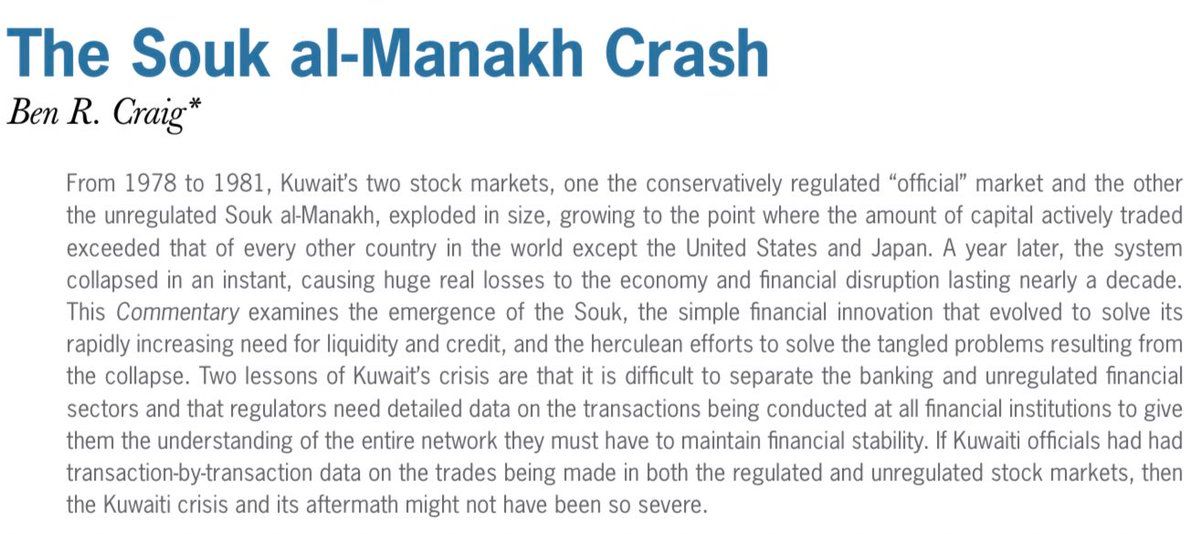 The Souk al-Manakh Crash
Ben R. Craig*
From 1978 to 1981, Kuwait’s two stock markets, one the conservatively regulated “official” market and the other
the unregulated Souk al-Manakh, exploded in size, growing to the point where the amount of capital actively traded
exceeded that of every other country in the world except the United States and Japan. A year later, the system
collapsed in an instant, causing huge real losses to the economy and financial disruption lasting nearly a decade.
This Commentary examines the emergence of the Souk, the simple financial innovation that evolved to solve its
rapidly increasing need for liquidity and credit, and the herculean efforts to solve the tangled problems resulting from
the collapse. Two lessons of Kuwait’s crisis are that it is difficult to separate the banking and unregulated financial
sectors and that regulators need detailed data on the transactions being conducted at all financial institutions to give
them the understanding of the entire network they must have to maintain financial stability. If Kuwaiti officials had had
transaction-by-transaction data on the trades being made in both the regulated and unregulated stock markets, then
the Kuwaiti crisis and its aftermath might not have been so severe.